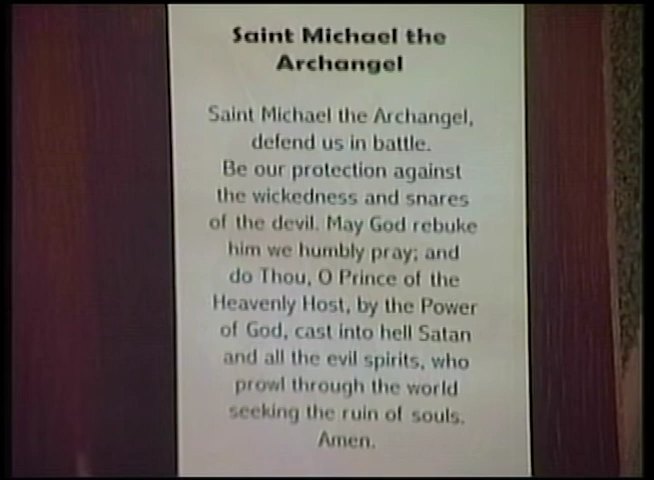 Saint Michael the
Archangel
Saint Michael the Archangel,
defend us in battle.
Be our protection against
the wickedness and snares
of the devil. May God rebuke
him we humbly pray; and
do Thou, O Prince of the
Heavenly Host, by the Power
of God, cast into hell Satan
and all the evil spirits, who
prowl through the world
seeking the ruin of souls.
Amen.